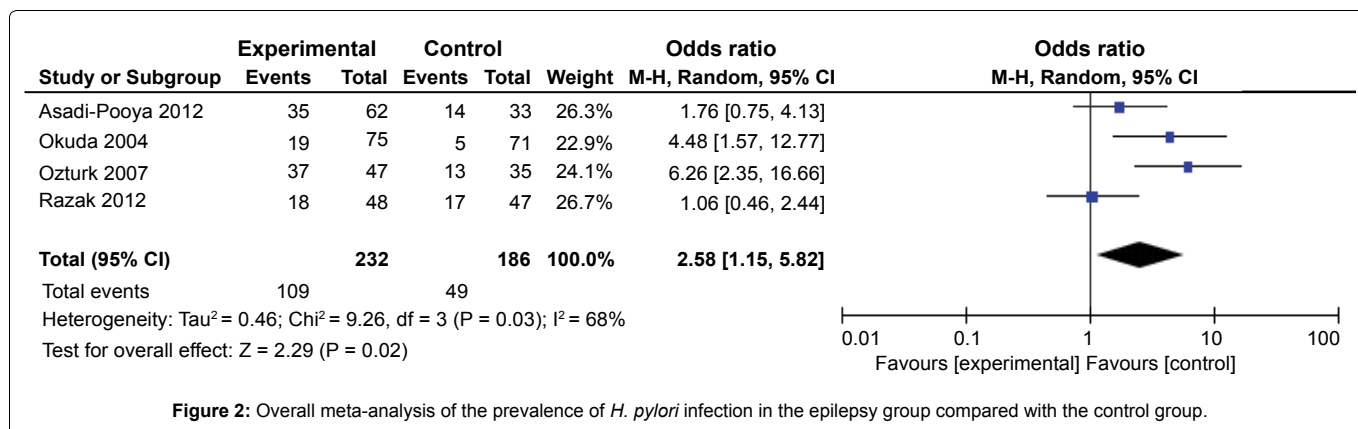 Experimental Control Odds ratio Odds ratio
Study or Subgroup Events Total Events Total Weight M-H, Random, 95% CI M-H, Random, 95% CI
Asadi-Pooya 2012 35 62 14 33 26.3% 1.76 [0.75, 4.13]
Okuda 2004 19 75 5 71 22.9% 4.48 [1.57, 12.77]
Ozturk 2007 37 47 13 35 24.1% 6.26 [2.35, 16.66]
Razak 2012 18 48 17 47 26.7% 1.06 [0.46, 2.44]
Total (95% CI) 232 186 100.0% 2.58 [1.15, 5.82]
Total events 109 49
Heterogeneity: Tau² = 0.46; Chi² = 9.26, df = 3 (P = 0.03); I² = 68%
Test for overall effect: Z = 2.29 (P = 0.02)
0.01 0.1 1 10 100
Favours [experimental] Favours [control]
Figure 2: Overall meta-analysis of the prevalence of H. pylori infection in the epilepsy group compared with the control group.